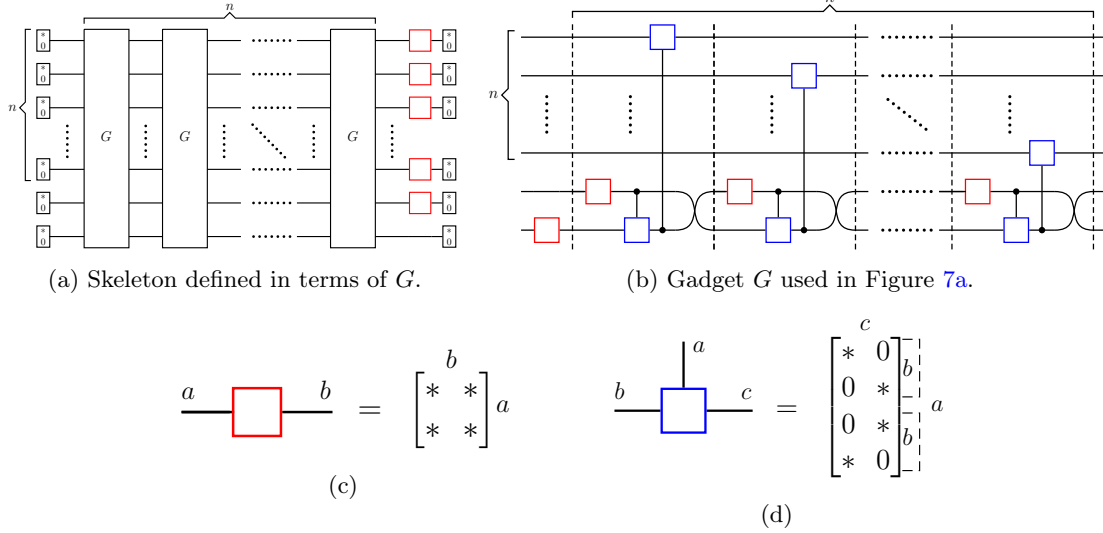 n
n
* 0
* 0
* 0
* 0
* 0
* 0
G
G
G
* 0
* 0
* 0
* 0
* 0
* 0
(a) Skeleton defined in terms of G.
n
n
(b) Gadget G used in Figure 7a.
a b = b
[* *
* *] a
(c)
a
b c = c
[* 0
0 *
0 *
* 0] b b a
(d)